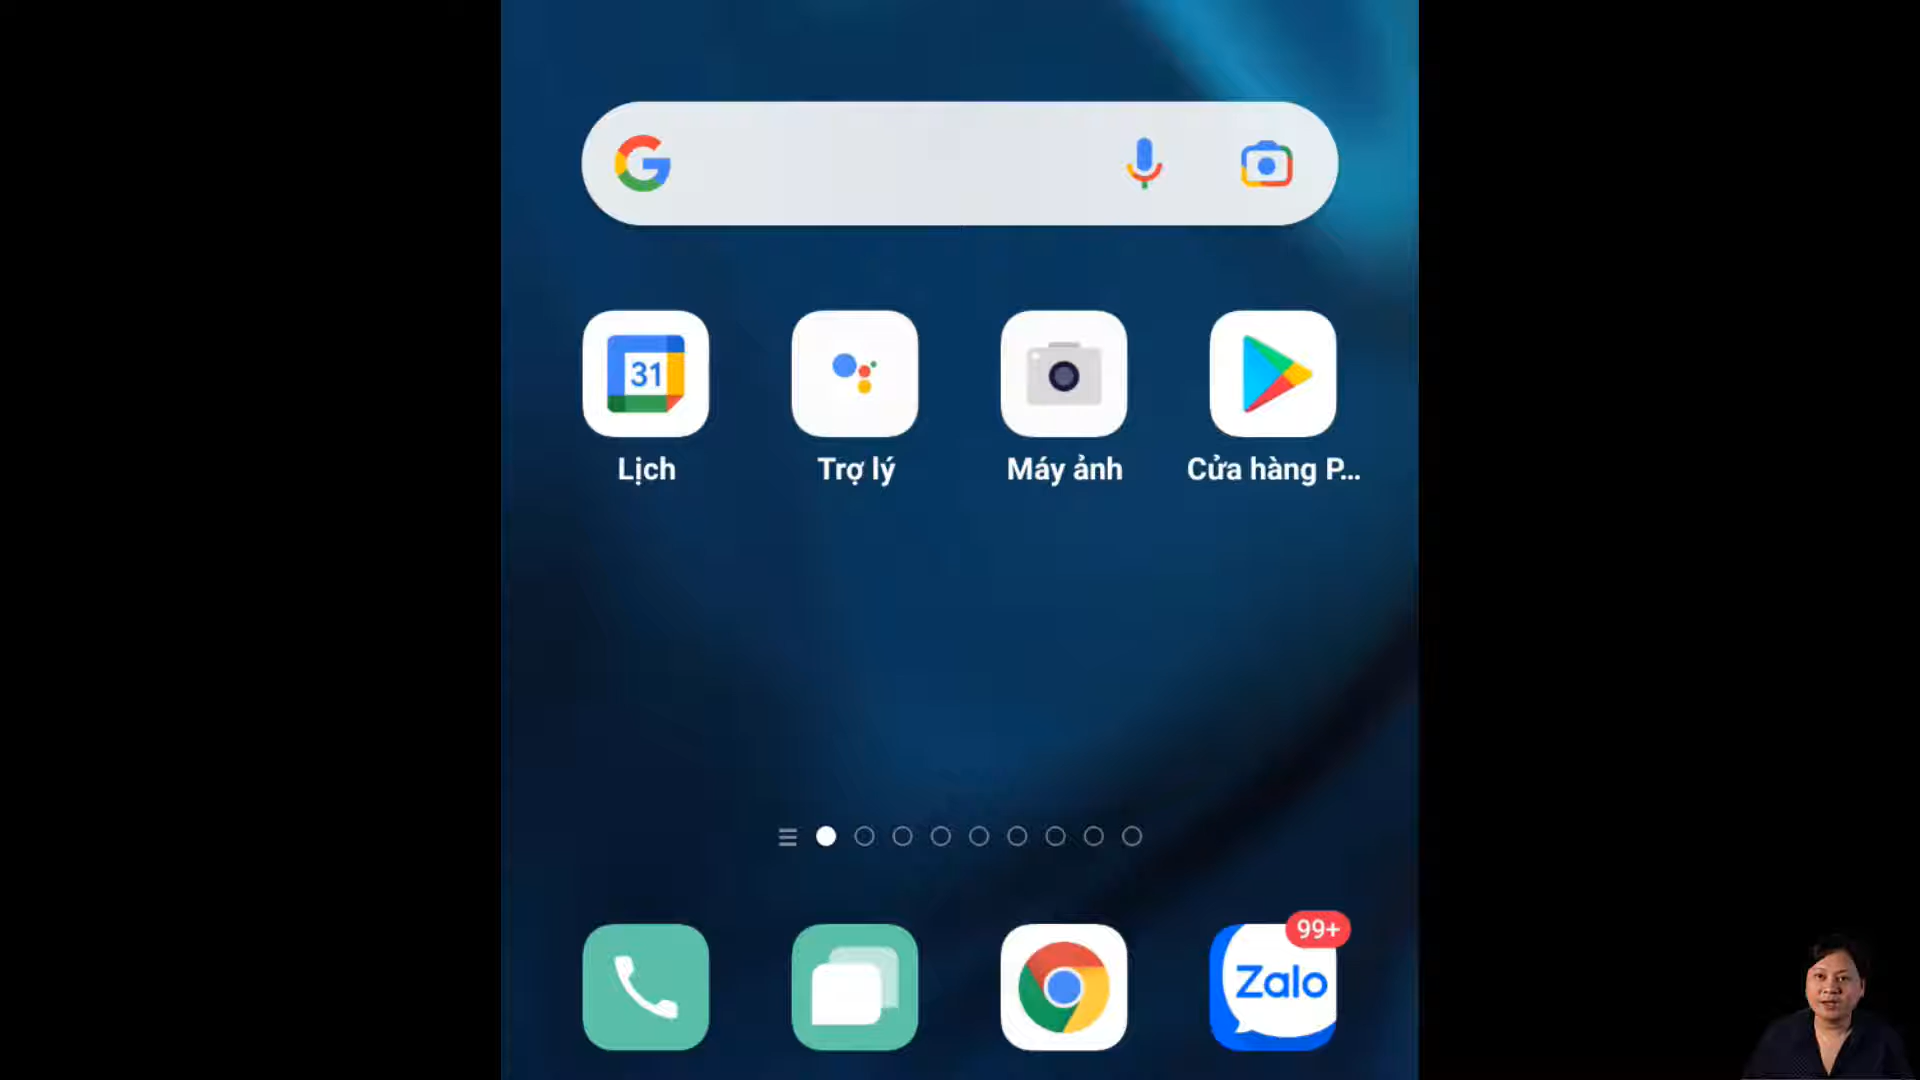 G
31
Lịch
Trợ lý
Máy ảnh
Cửa hàng P...
99+
Zalo